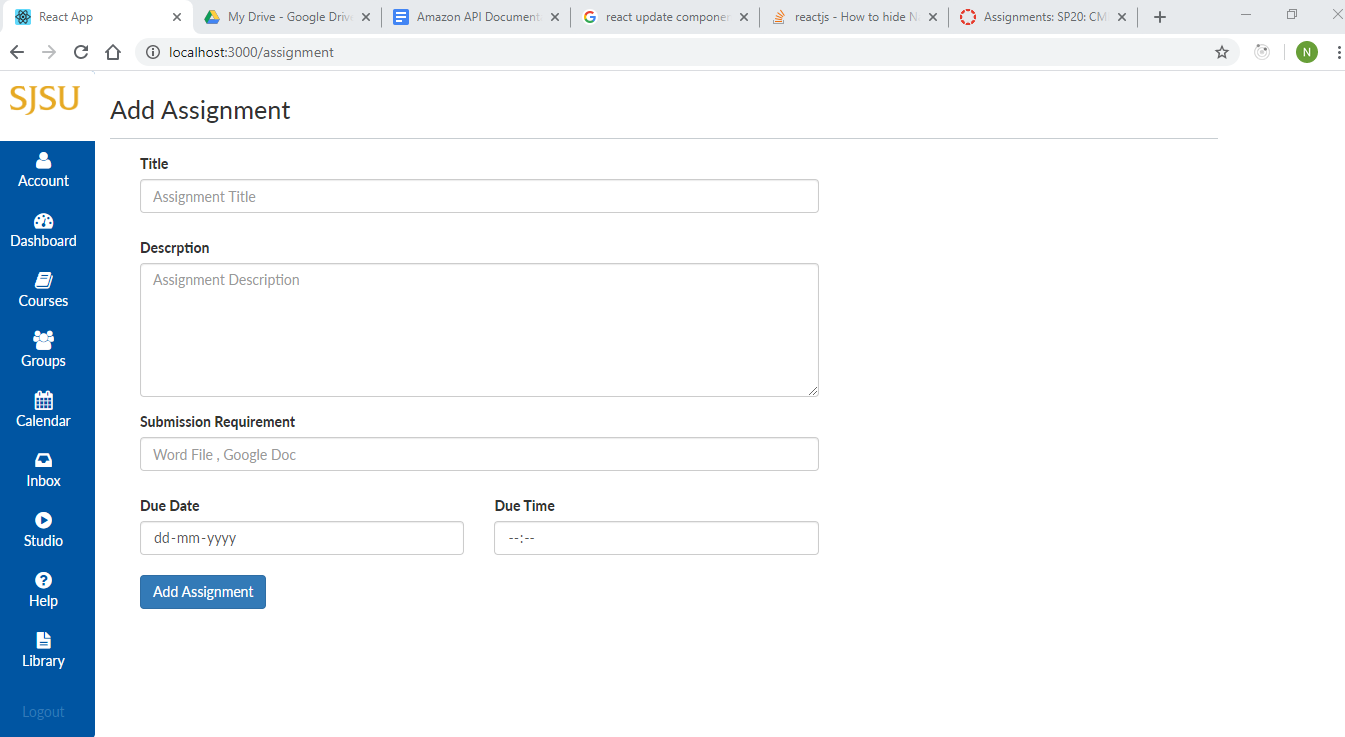 React App
My Drive - Google Drive
Amazon API Document
react update componen
reactjs - How to hide N
Assignments: SP20: CM
localhost:3000/assignment
N
SJSU
Add Assignment
Account
Dashboard
Courses
Groups
Calendar
Inbox
Studio
Help
Library
Logout
Title
Assignment Title
Descrption
Assignment Description
Submission Requirement
Word File , Google Doc
Due Date
Due Time
dd-mm-yyyy
--:--
Add Assignment